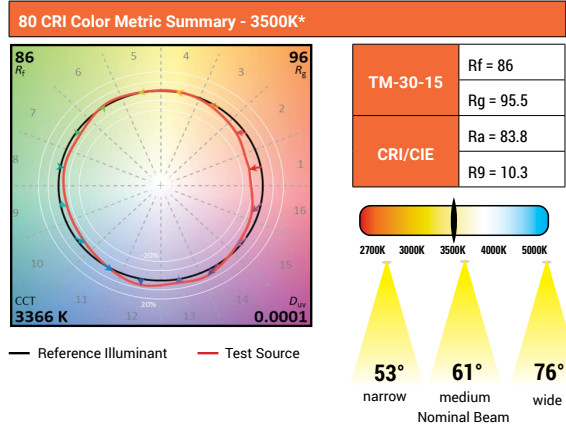 80 CRI Color Metric Summary - 3500K*
86
Rf
96
Rg
5
4
6
3
7
2
8
1
9
16
10
15
11
14
12
13
-20%
20%
CCT
3366 K
Duv
0.0001
Reference Illuminant
Test Source
TM-30-15
Rf = 86
Rg = 95.5
CRI/CIE
Ra = 83.8
R9 = 10.3
2700K 3000K 3500K 4000K 5000K
53° 61° 76°
narrow medium wide
Nominal Beam